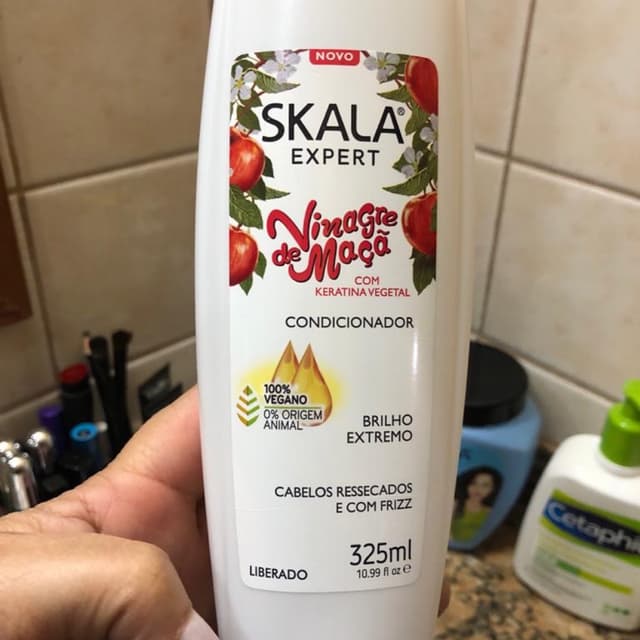 NOVO
SKALA®
EXPERT
Vinagre
de Maçã
COM
KERATINA VEGETAL
CONDICIONADOR
100%
VEGANO
0% ORIGEM
ANIMAL
BRILHO
EXTREMO
CABELOS RESSECADOS
E COM FRIZZ
LIBERADO
325ml
10.99 fl oz ℮
Cetaphi